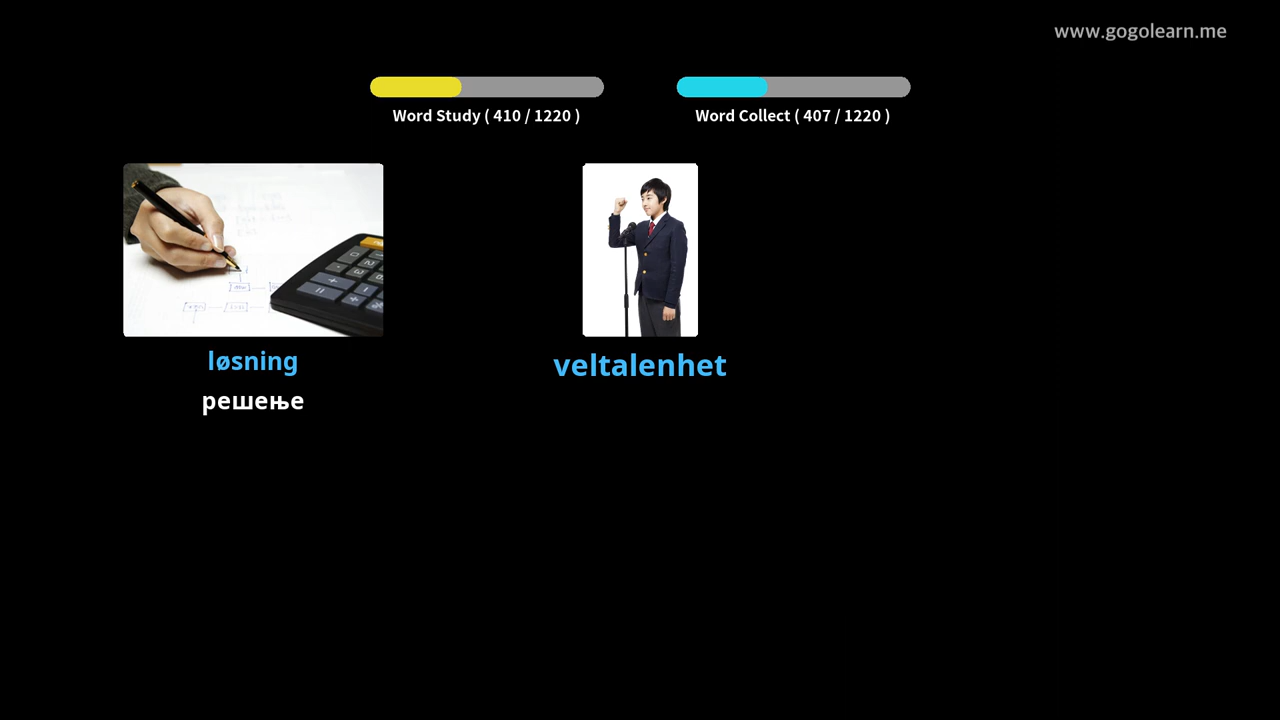 www.gogolearn.me
Word Study ( 410 / 1220 )
Word Collect ( 407 / 1220 )
løsning
решење
veltalenhet